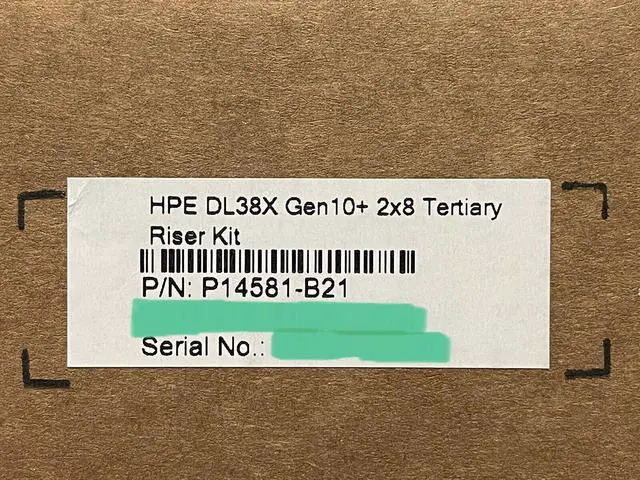 HPE DL38X Gen10+ 2x8 Tertiary
Riser Kit
P/N: P14581-B21
Serial No.: